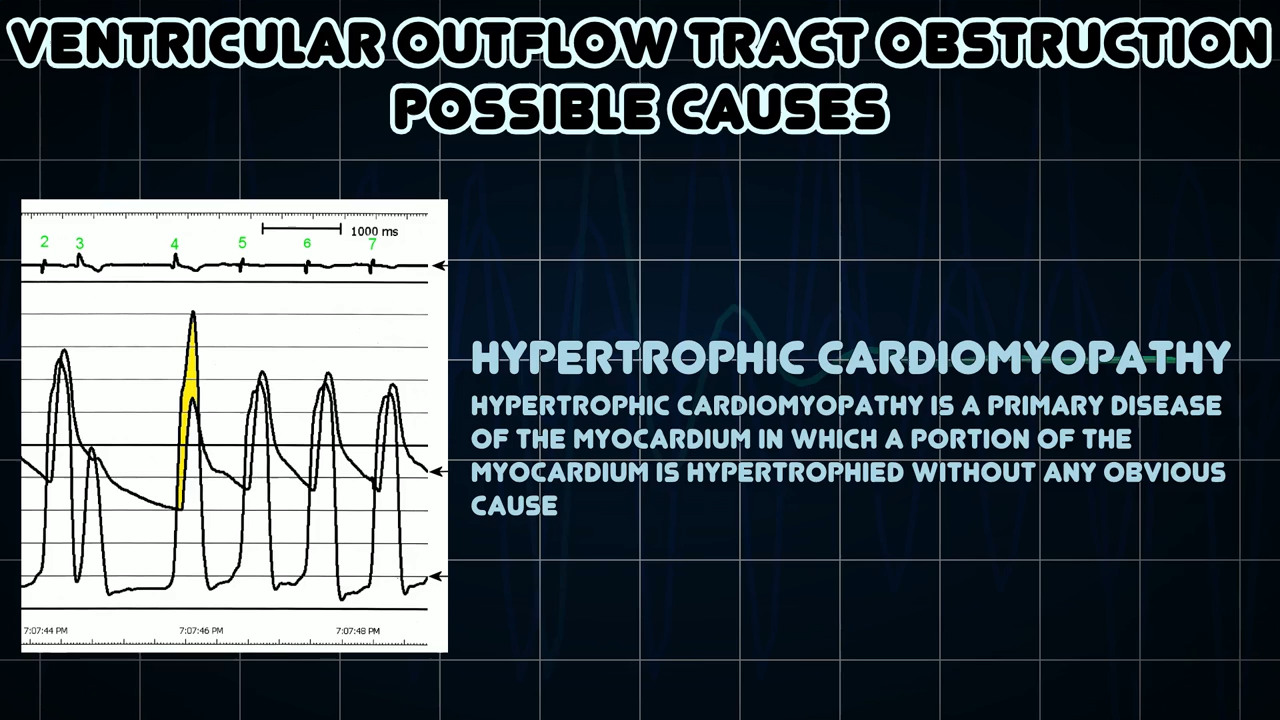 VENTRICULAR OUTFLOW TRACT OBSTRUCTION
POSSIBLE CAUSES
1000 ms
2 3 4 5 6 7
7:07:44 PM 7:07:46 PM 7:07:48 PM
HYPERTROPHIC CARDIOMYOPATHY
HYPERTROPHIC CARDIOMYOPATHY IS A PRIMARY DISEASE
OF THE MYOCARDIUM IN WHICH A PORTION OF THE
MYOCARDIUM IS HYPERTROPHIED WITHOUT ANY OBVIOUS
CAUSE